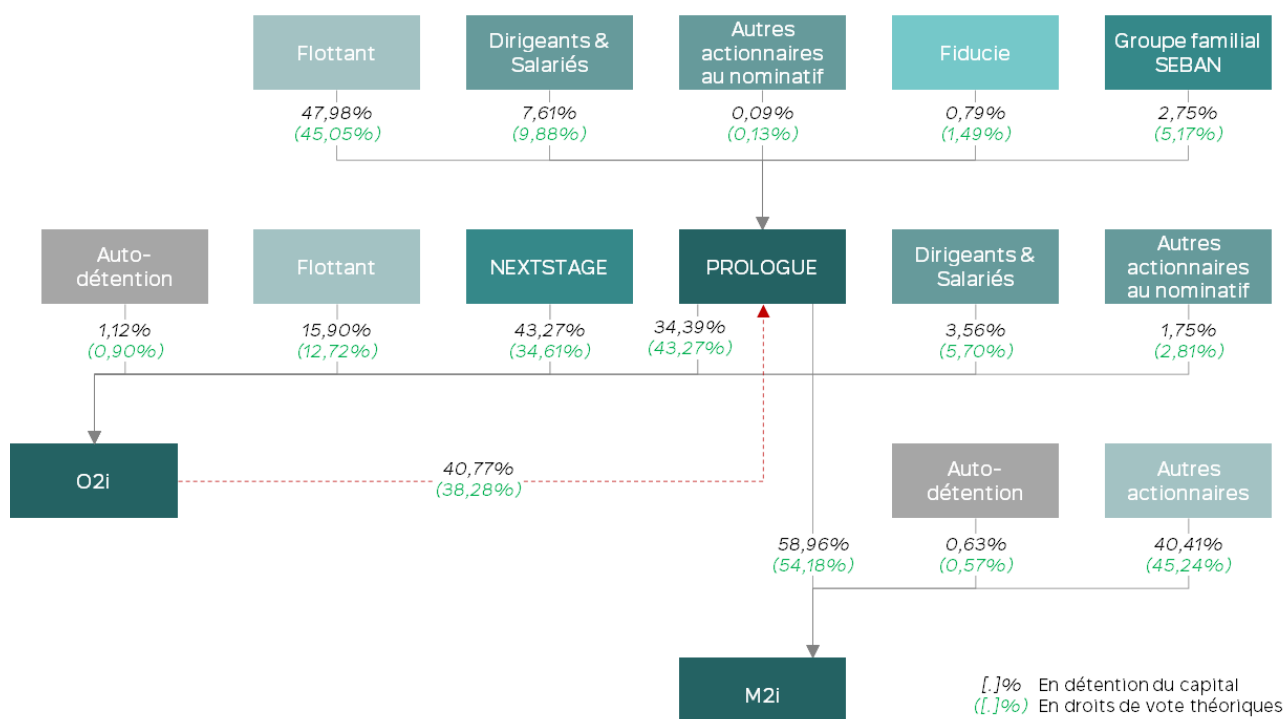 Flottant
Dirigeants &
Salariés
Autres
actionnaires
au nominatif
Fiducie
Groupe familial
SEBAN
47,98%
(45,05%)
7,61%
(9,88%)
0,09%
(0,13%)
0,79%
(1,49%)
2,75%
(5,17%)
Auto-
détention
Flottant
NEXTSTAGE
PROLOGUE
Dirigeants &
Salariés
Autres
actionnaires
au nominatif
1,12%
(0,90%)
15,90%
(12,72%)
43,27%
(34,61%)
34,39%
(43,27%)
3,56%
(5,70%)
1,75%
(2,81%)
O2i
40,77%
(38,28%)
Auto-
détention
Autres
actionnaires
58,96%
(54,18%)
0,63%
(0,57%)
40,41%
(45,24%)
M2i
[.]% En détention du capital
([.]%) En droits de vote théoriques